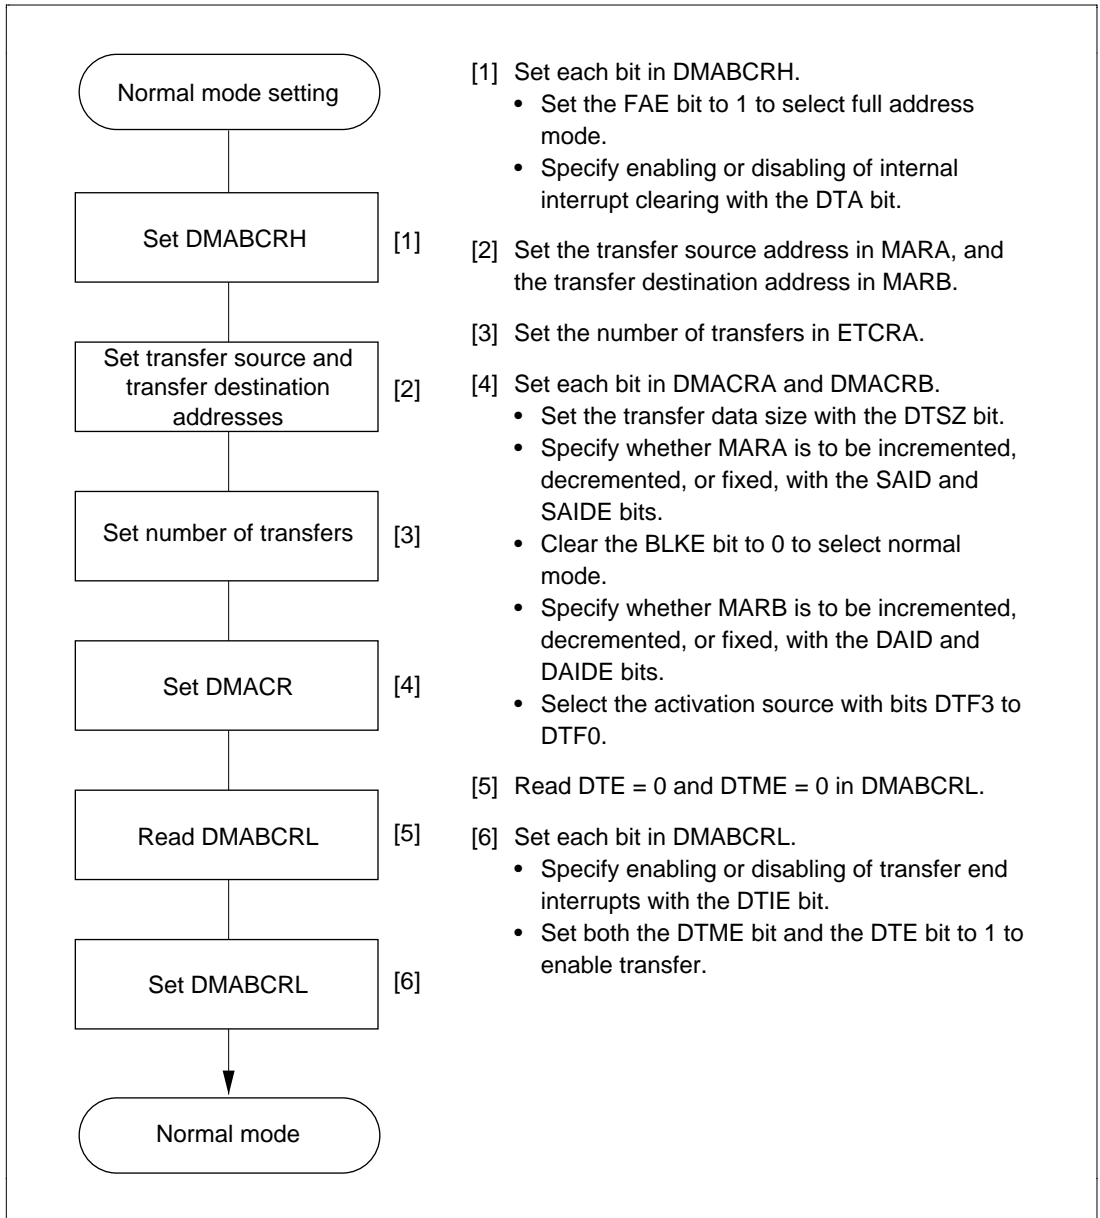 Normal mode setting
Set DMABCRH
[1]
Set transfer source and
transfer destination
addresses
[2]
Set number of transfers
[3]
Set DMACR
[4]
Read DMABCRL
[5]
Set DMABCRL
[6]
Normal mode
[1] Set each bit in DMABCRH.
• Set the FAE bit to 1 to select full address
mode.
• Specify enabling or disabling of internal
interrupt clearing with the DTA bit.
[2] Set the transfer source address in MARA, and
the transfer destination address in MARB.
[3] Set the number of transfers in ETCRA.
[4] Set each bit in DMACRA and DMACRB.
• Set the transfer data size with the DTSZ bit.
• Specify whether MARA is to be incremented,
decremented, or fixed, with the SAID and
SAIDE bits.
• Clear the BLKE bit to 0 to select normal
mode.
• Specify whether MARB is to be incremented,
decremented, or fixed, with the DAID and
DAIDE bits.
• Select the activation source with bits DTF3 to
DTF0.
[5] Read DTE = 0 and DTME = 0 in DMABCRL.
[6] Set each bit in DMABCRL.
• Specify enabling or disabling of transfer end
interrupts with the DTIE bit.
• Set both the DTME bit and the DTE bit to 1 to
enable transfer.